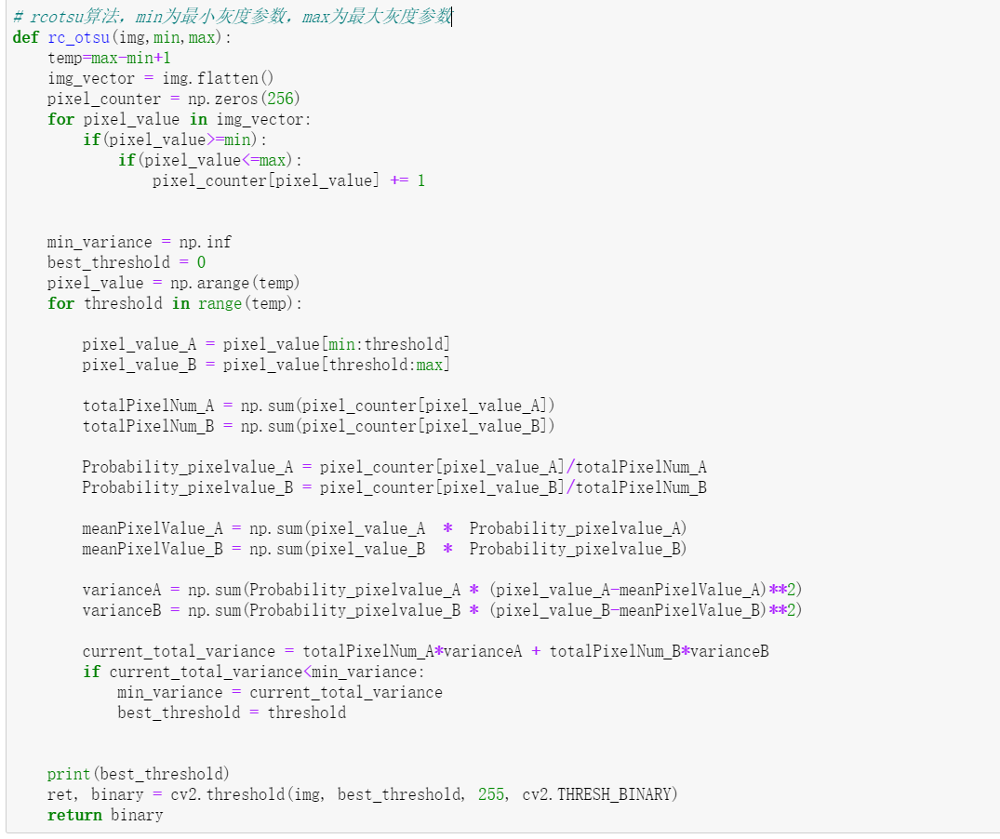 # rcotsu算法，min为最小灰度参数，max为最大灰度参数
def rc_otsu(img,min,max):
    temp=max-min+1
    img_vector = img.flatten()
    pixel_counter = np.zeros(256)
    for pixel_value in img_vector:
        if(pixel_value>=min):
            if(pixel_value<=max):
                pixel_counter[pixel_value] += 1
    min_variance = np.inf
    best_threshold = 0
    pixel_value = np.arange(temp)
    for threshold in range(temp):
        pixel_value_A = pixel_value[min:threshold]
        pixel_value_B = pixel_value[threshold:max]
        totalPixelNum_A = np.sum(pixel_counter[pixel_value_A])
        totalPixelNum_B = np.sum(pixel_counter[pixel_value_B])
        Probability_pixelvalue_A = pixel_counter[pixel_value_A]/totalPixelNum_A
        Probability_pixelvalue_B = pixel_counter[pixel_value_B]/totalPixelNum_B
        meanPixelValue_A = np.sum(pixel_value_A  *  Probability_pixelvalue_A)
        meanPixelValue_B = np.sum(pixel_value_B  *  Probability_pixelvalue_B)
        varianceA = np.sum(Probability_pixelvalue_A * (pixel_value_A-meanPixelValue_A)**2)
        varianceB = np.sum(Probability_pixelvalue_B * (pixel_value_B-meanPixelValue_B)**2)
        current_total_variance = totalPixelNum_A*varianceA + totalPixelNum_B*varianceB
        if current_total_variance<min_variance:
            min_variance = current_total_variance
            best_threshold = threshold
    print(best_threshold)
    ret, binary = cv2.threshold(img, best_threshold, 255, cv2.THRESH_BINARY)
    return binary